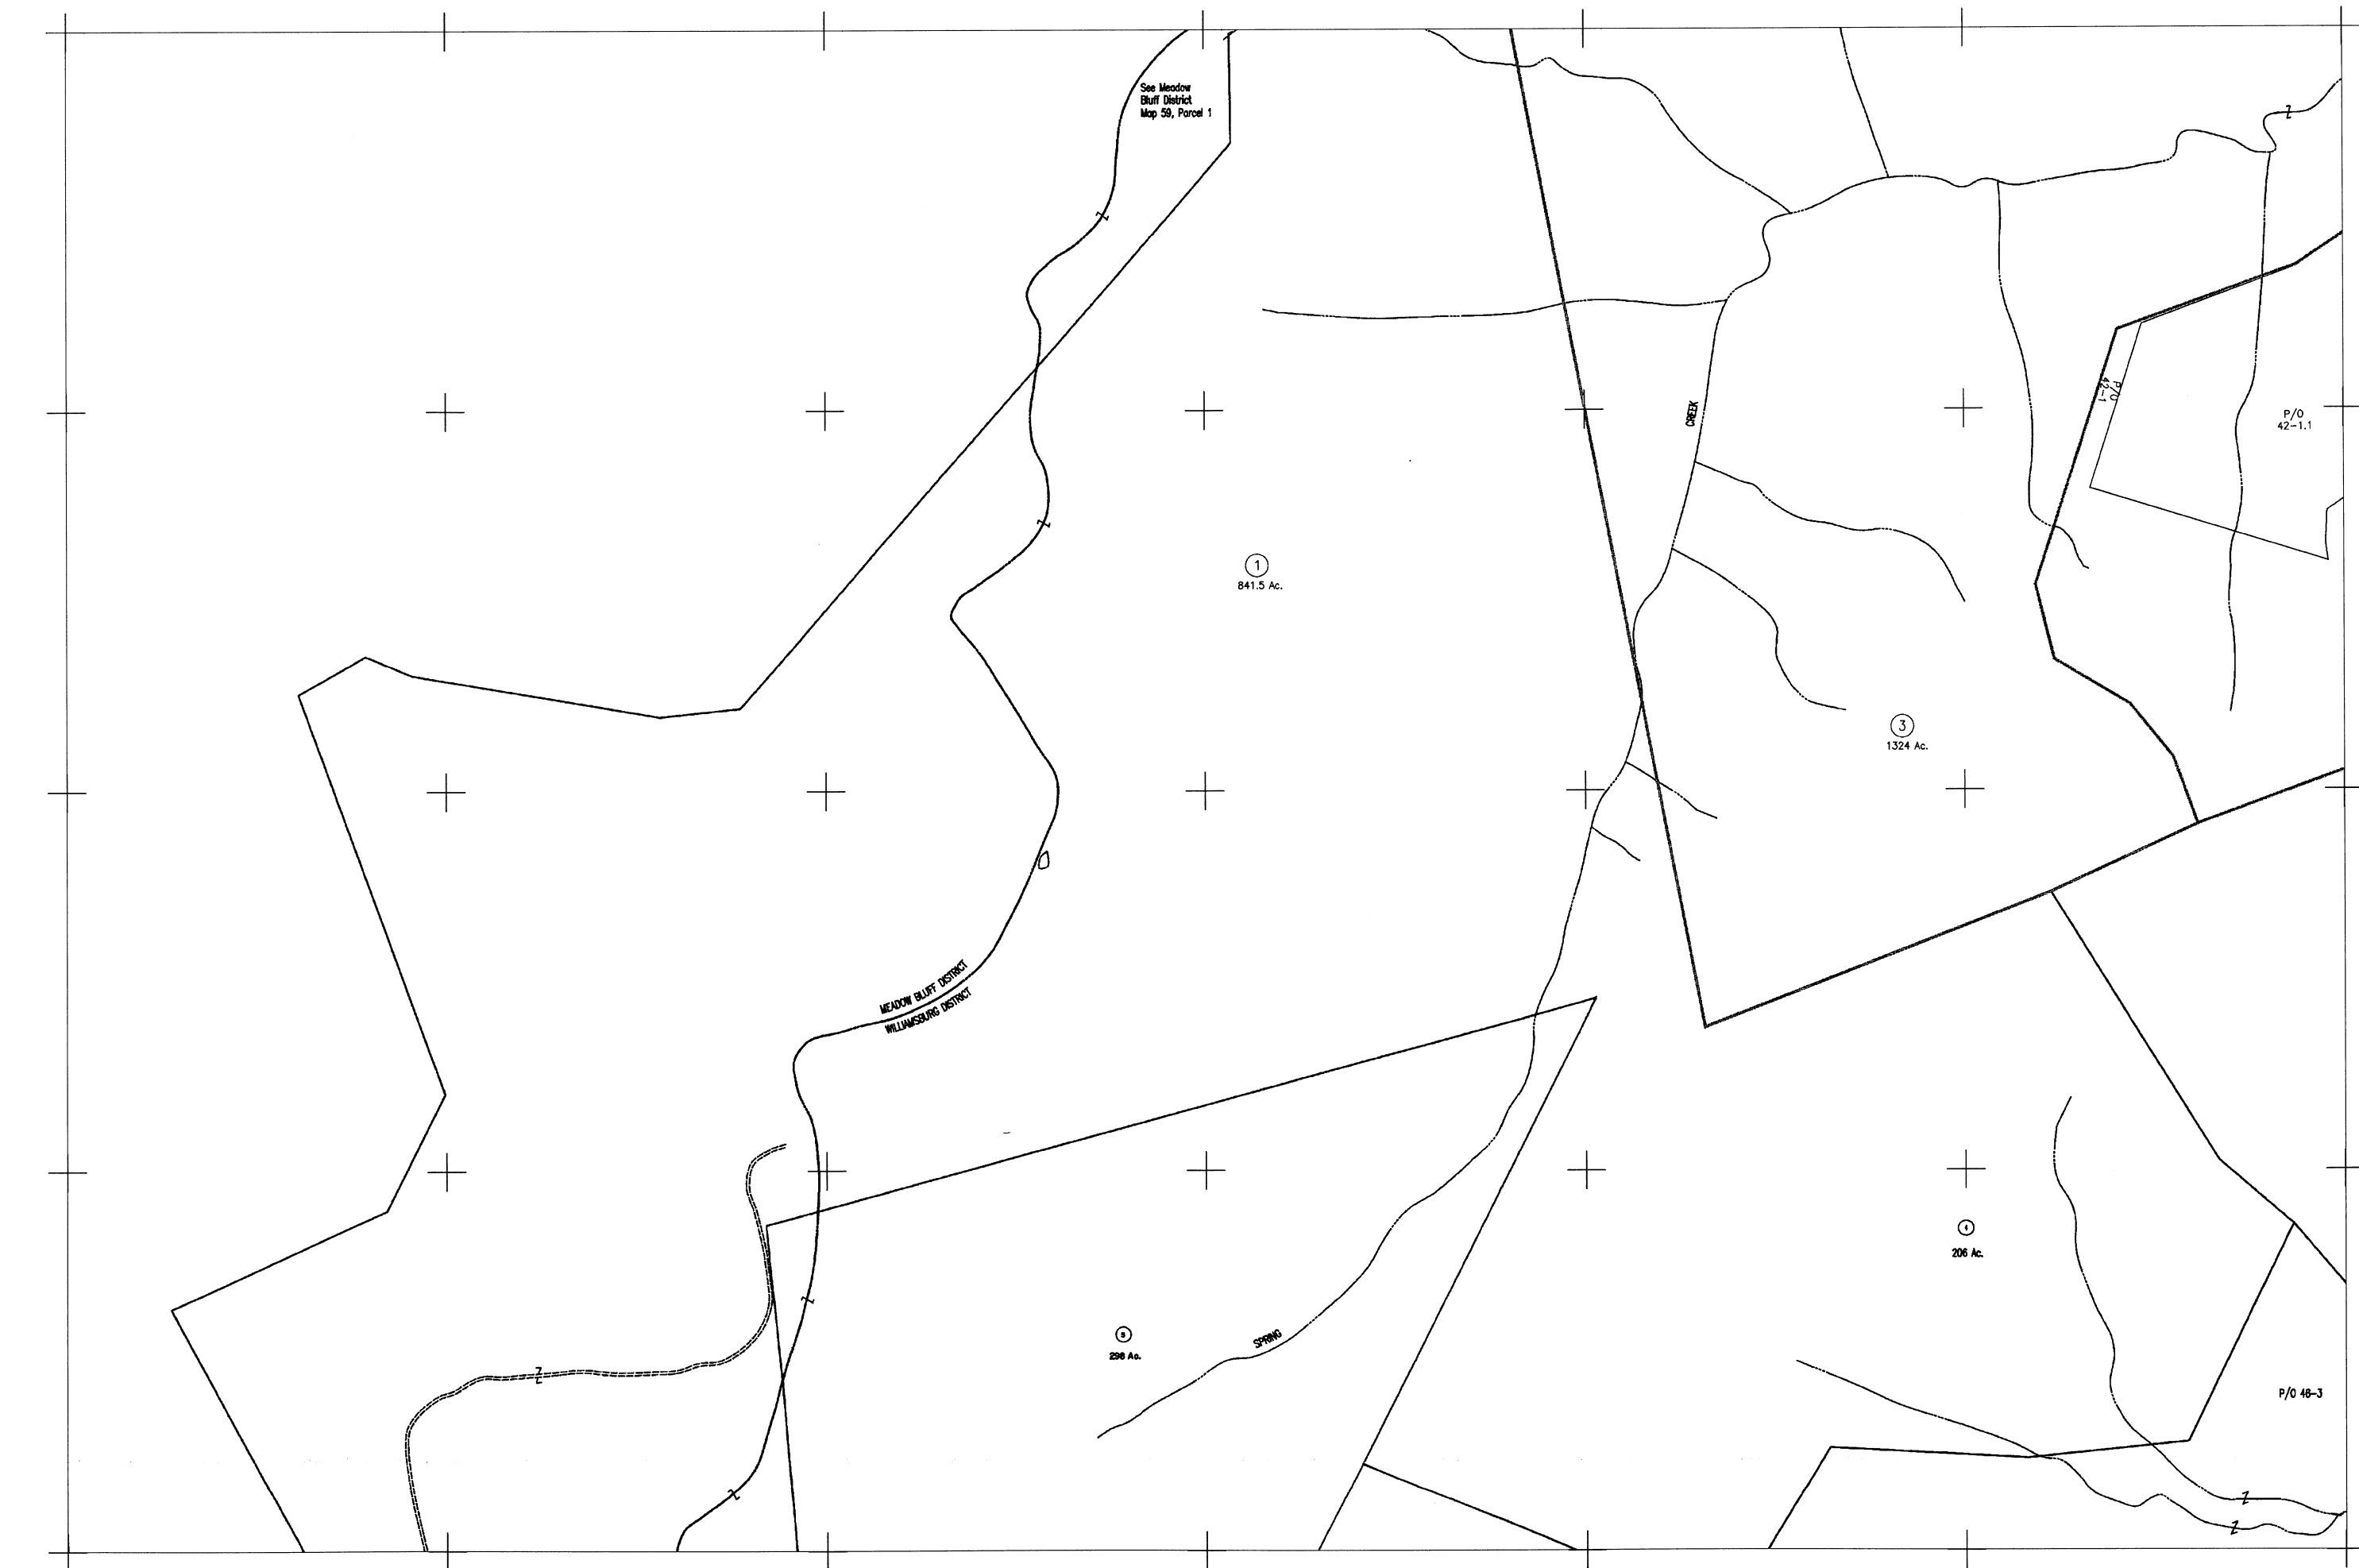 See Meadow
Bluff District
Map 59, Parcel 1
CREEK
P/O
42-1
P/O
42-1.1
1
841.5 Ac.
3
1324 Ac.
MEADOW BLUFF DISTRICT
WILLIAMSBURG DISTRICT
4
206 Ac.
SPRING
298 Ac.
P/O 46-3